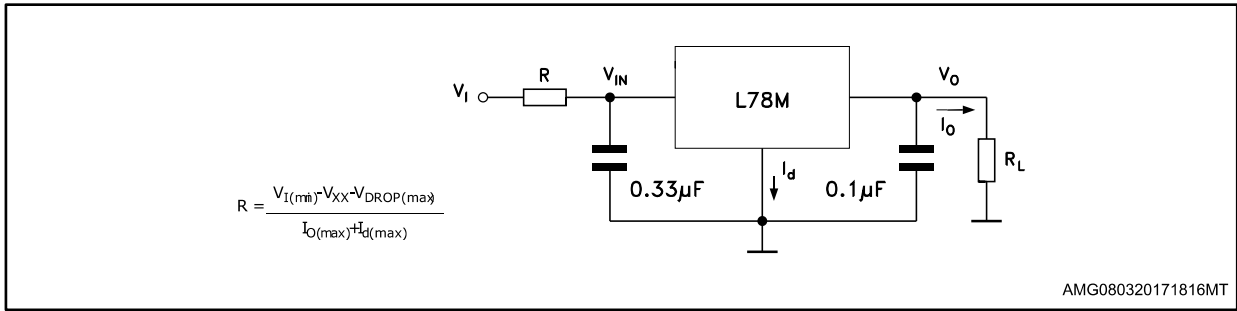 R
V_IN
V_O
V_I
L78M
I_O
R_L
I_d
0.33µF
0.1µF
R = V_I(min)-V_XX-V_DROP(max)
I_O(max)+I_d(max)
AMG080320171816MT